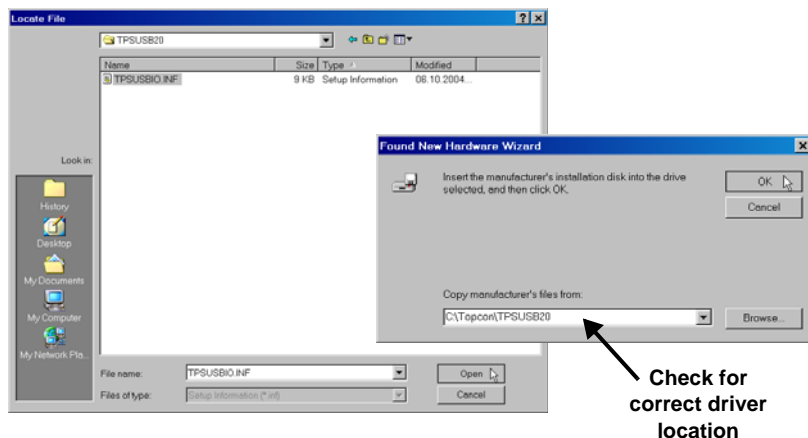 Locate File
TPSUSB20
Name Size Type Modified
TPSUSBIO.INF 9 KB Setup Information 06.10.2004...
Look in:
History
Desktop
My Documents
My Computer
My Network Pla...
File name: TPSUSBIO.INF Open
Files of type: Setup Information (*.inf) Cancel
Found New Hardware Wizard
Insert the manufacturer's installation disk into the drive
selected, and then click OK.
OK
Cancel
Copy manufacturer's files from:
C:\Topcon\TPSUSB20 Browse...
Check for
correct driver
location